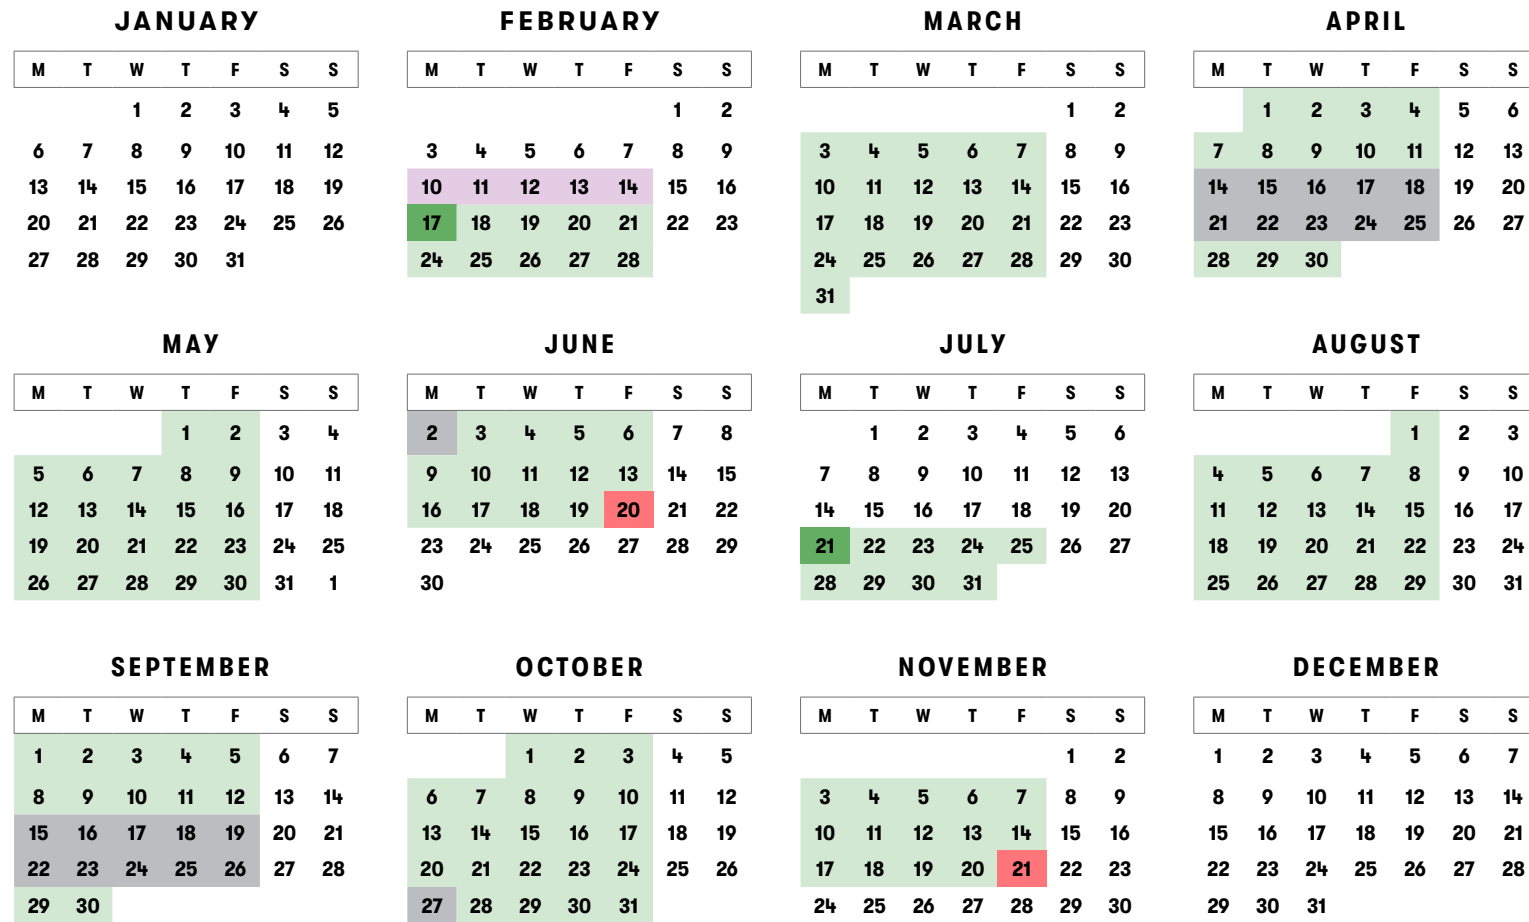 JANUARY
M T W T F S S
1 2 3 4 5
6 7 8 9 10 11 12
13 14 15 16 17 18 19
20 21 22 23 24 25 26
27 28 29 30 31
FEBRUARY
M T W T F S S
1 2
3 4 5 6 7 8 9
10 11 12 13 14 15 16
17 18 19 20 21 22 23
24 25 26 27 28
MARCH
M T W T F S S
1 2
3 4 5 6 7 8 9
10 11 12 13 14 15 16
17 18 19 20 21 22 23
24 25 26 27 28 29 30
31
APRIL
M T W T F S S
1 2 3 4 5 6
7 8 9 10 11 12 13
14 15 16 17 18 19 20
21 22 23 24 25 26 27
28 29 30
MAY
M T W T F S S
1 2 3 4
5 6 7 8 9 10 11
12 13 14 15 16 17 18
19 20 21 22 23 24 25
26 27 28 29 30 31 1
JUNE
M T W T F S S
2 3 4 5 6 7 8
9 10 11 12 13 14 15
16 17 18 19 20 21 22
23 24 25 26 27 28 29
30
JULY
M T W T F S S
1 2 3 4 5 6
7 8 9 10 11 12 13
14 15 16 17 18 19 20
21 22 23 24 25 26 27
28 29 30 31
AUGUST
M T W T F S S
1 2 3
4 5 6 7 8 9 10
11 12 13 14 15 16 17
18 19 20 21 22 23 24
25 26 27 28 29 30 31
SEPTEMBER
M T W T F S S
1 2 3 4 5 6 7
8 9 10 11 12 13 14
15 16 17 18 19 20 21
22 23 24 25 26 27 28
29 30
OCTOBER
M T W T F S S
1 2 3 4 5
6 7 8 9 10 11 12
13 14 15 16 17 18 19
20 21 22 23 24 25 26
27 28 29 30 31
NOVEMBER
M T W T F S S
1 2
3 4 5 6 7 8 9
10 11 12 13 14 15 16
17 18 19 20 21 22 23
24 25 26 27 28 29 30
DECEMBER
M T W T F S S
1 2 3 4 5 6 7
8 9 10 11 12 13 14
15 16 17 18 19 20 21
22 23 24 25 26 27 28
29 30 31